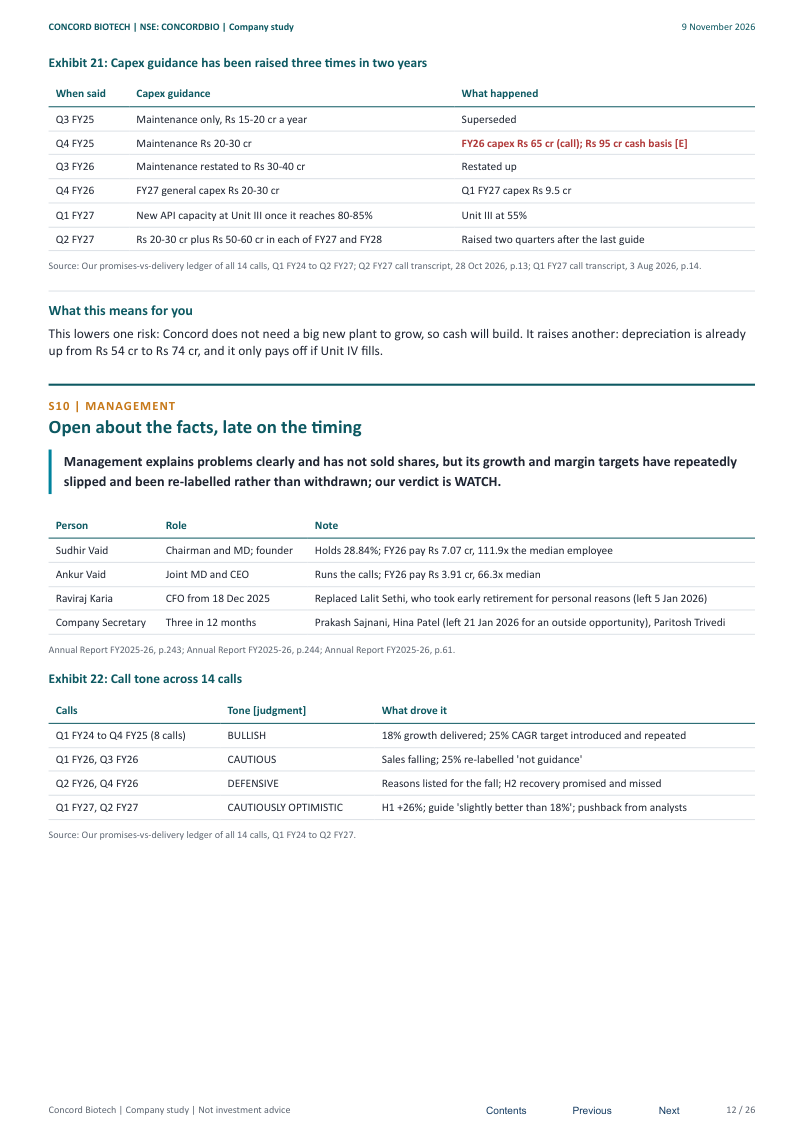 CONCORD BIOTECH | NSE: CONCORDBIO | Company study 9 November 2026
Exhibit 21: Capex guidance has been raised three times in two years
When said Capex guidance What happened
Q3 FY25 Maintenance only, Rs 15-20 cr a year Superseded
Q4 FY25 Maintenance Rs 20-30 cr FY26 capex Rs 65 cr (call); Rs 95 cr cash basis [E]
Q3 FY26 Maintenance restated to Rs 30-40 cr Restated up
Q4 FY26 FY27 general capex Rs 20-30 cr Q1 FY27 capex Rs 9.5 cr
Q1 FY27 New API capacity at Unit III once it reaches 80-85% Unit III at 55%
Q2 FY27 Rs 20-30 cr plus Rs 50-60 cr in each of FY27 and FY28 Raised two quarters after the last guide
Source: Our promises-vs-delivery ledger of all 14 calls, Q1 FY24 to Q2 FY27; Q2 FY27 call transcript, 28 Oct 2026, p.13; Q1 FY27 call transcript, 3 Aug 2026, p.14.
What this means for you
This lowers one risk: Concord does not need a big new plant to grow, so cash will build. It raises another: depreciation is already
up from Rs 54 cr to Rs 74 cr, and it only pays off if Unit IV fills.
S10 | MANAGEMENT
Open about the facts, late on the timing
Management explains problems clearly and has not sold shares, but its growth and margin targets have repeatedly
slipped and been re-labelled rather than withdrawn; our verdict is WATCH.
Person Role Note
Sudhir Vaid Chairman and MD; founder Holds 28.84%; FY26 pay Rs 7.07 cr, 111.9x the median employee
Ankur Vaid Joint MD and CEO Runs the calls; FY26 pay Rs 3.91 cr, 66.3x median
Raviraj Karia CFO from 18 Dec 2025 Replaced Lalit Sethi, who took early retirement for personal reasons (left 5 Jan 2026)
Company Secretary Three in 12 months Prakash Sajnani, Hina Patel (left 21 Jan 2026 for an outside opportunity), Paritosh Trivedi
Annual Report FY2025-26, p.243; Annual Report FY2025-26, p.244; Annual Report FY2025-26, p.61.
Exhibit 22: Call tone across 14 calls
Calls Tone [judgment] What drove it
Q1 FY24 to Q4 FY25 (8 calls) BULLISH 18% growth delivered; 25% CAGR target introduced and repeated
Q1 FY26, Q3 FY26 CAUTIOUS Sales falling; 25% re-labelled 'not guidance'
Q2 FY26, Q4 FY26 DEFENSIVE Reasons listed for the fall; H2 recovery promised and missed
Q1 FY27, Q2 FY27 CAUTIOUSLY OPTIMISTIC H1 +26%; guide 'slightly better than 18%'; pushback from analysts
Source: Our promises-vs-delivery ledger of all 14 calls, Q1 FY24 to Q2 FY27.
Concord Biotech | Company study | Not investment advice Contents Previous Next 12 / 26